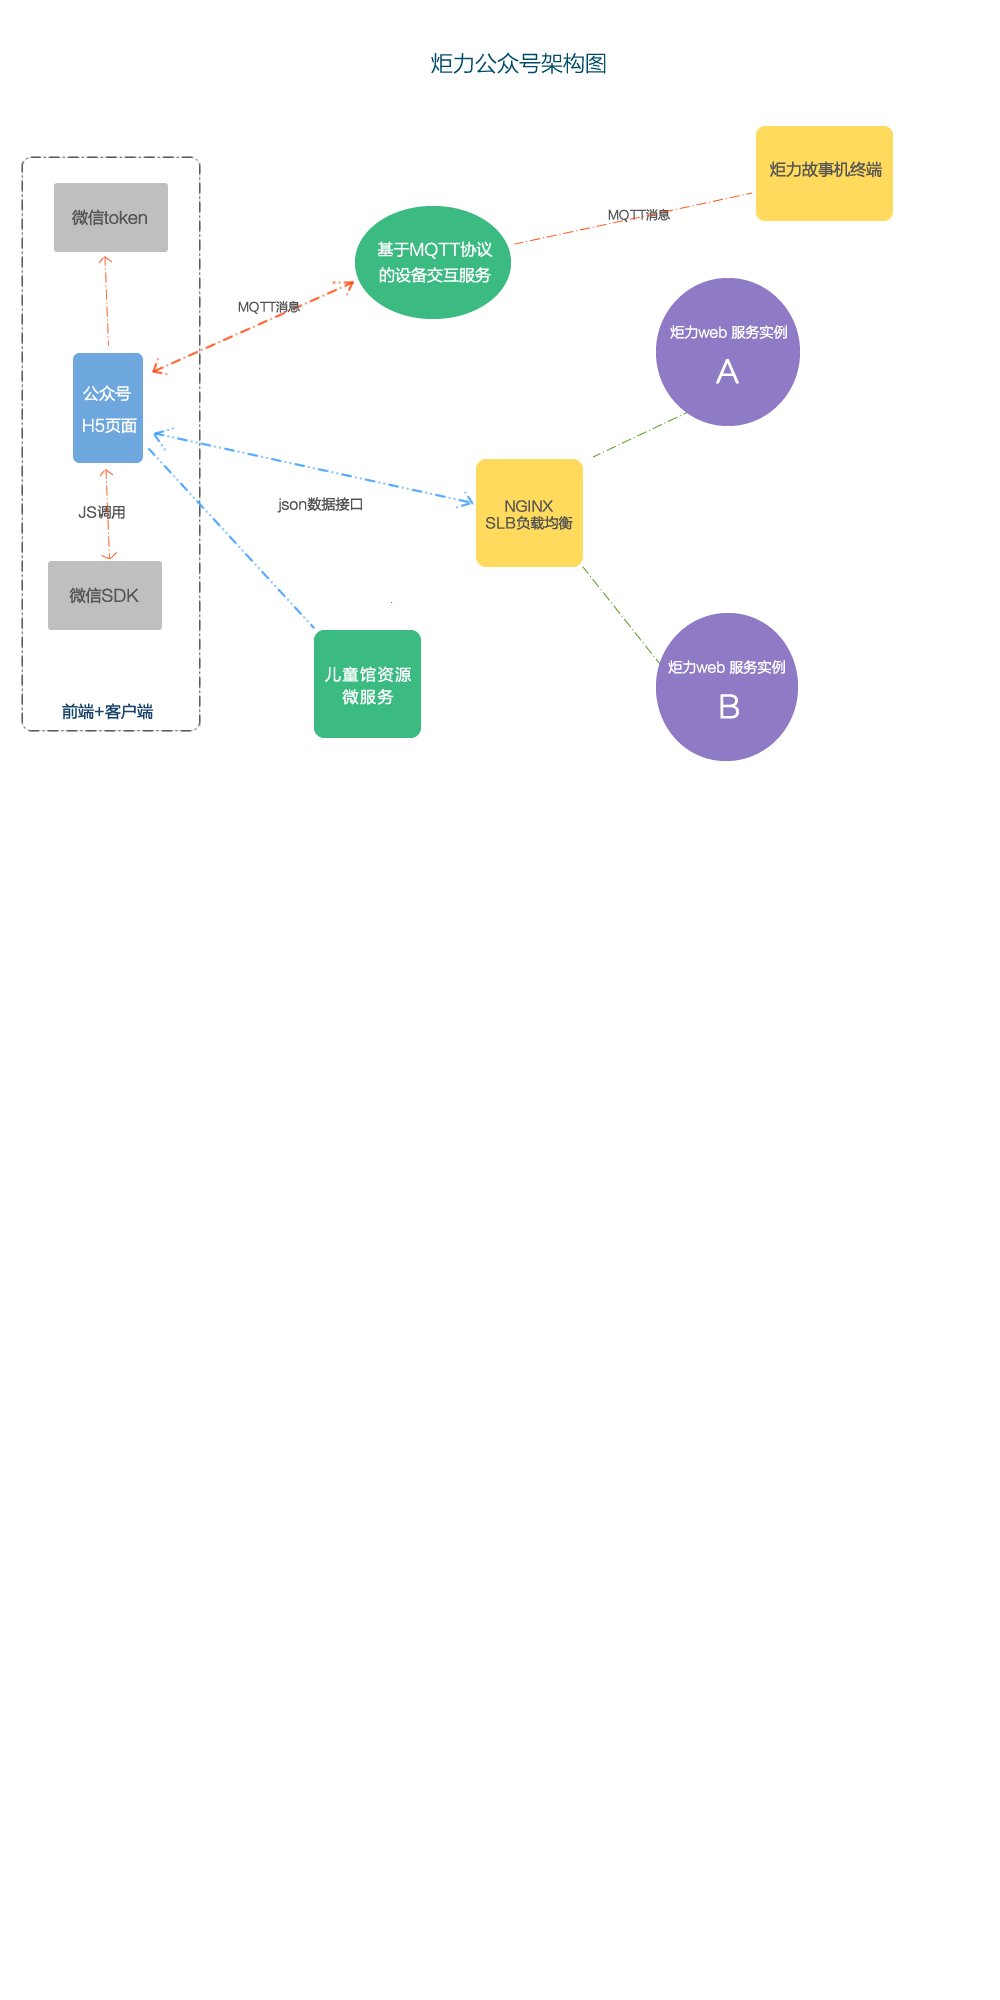 炬力公众号架构图
炬力故事机终端
微信token
MQTT消息
基于MQTT协议
的设备交互服务
MQTT消息
炬力web 服务实例
A
公众号
H5页面
json数据接口
NGINX
SLB负载均衡
JS调用
微信SDK
儿童馆资源
微服务
炬力web 服务实例
B
前端+客户端